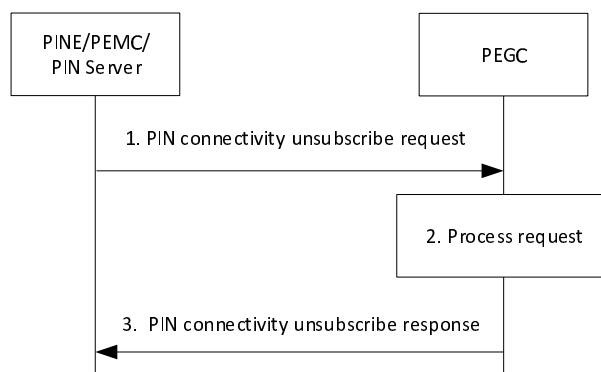 PINE/PEMC/
PIN Server
PEGC
1. PIN connectivity unsubscribe request
2. Process request
3. PIN connectivity unsubscribe response